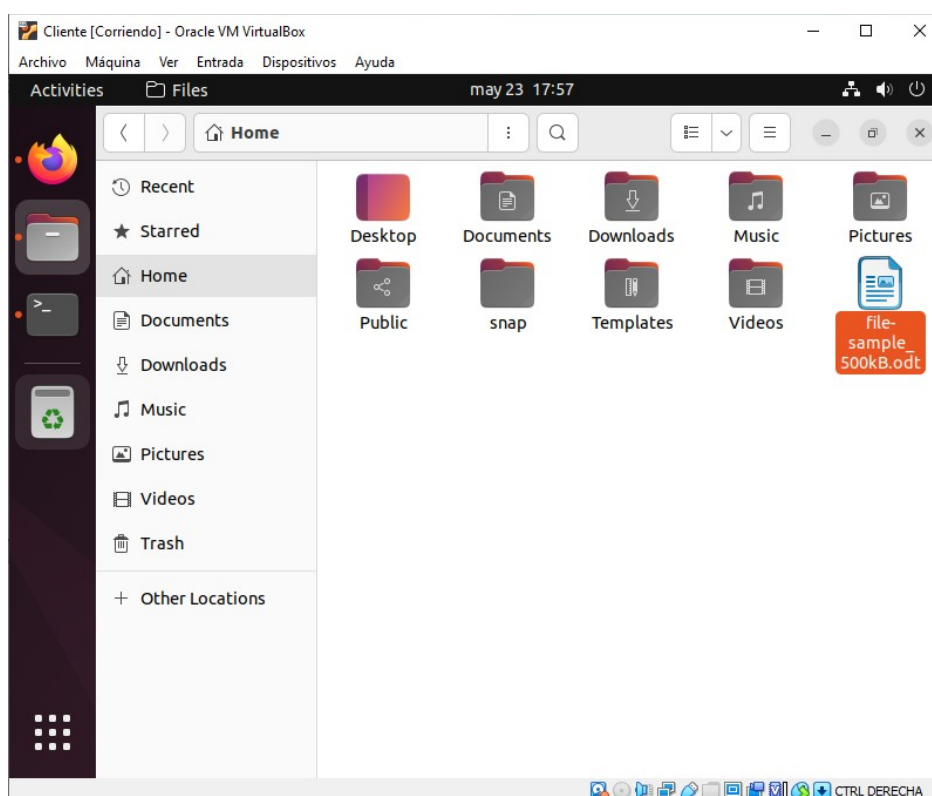 Cliente [Corriendo] - Oracle VM VirtualBox
Archivo Máquina Ver Entrada Dispositivos Ayuda
Activities Files may 23 17:57
Home
Recent
Starred
Home
Documents
Downloads
Music
Pictures
Videos
Trash
+ Other Locations
Desktop Documents Downloads Music Pictures
Public snap Templates Videos file-
sample_
500kB.odt
CTRL DERECHA